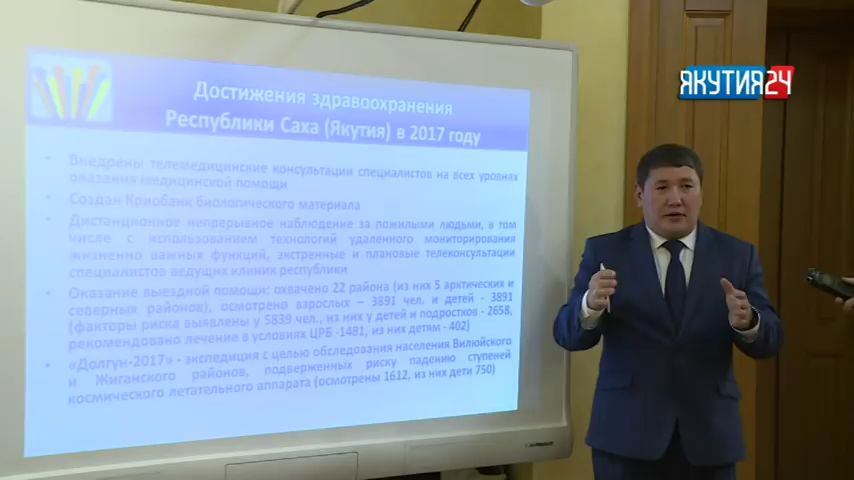 Достижения здравоохранения
Республики Саха (Якутия) в 2017 году
ЯКУТИЯ24
• Внедрены телемедицинские консультации специалистов на всех уровнях
оказания медицинской помощи
• Создан Криобанк биологического материала
• Дистанционное непрерывное наблюдение за пожилыми людьми, в том
числе с использованием технологий удаленного мониторирования
жизненно важных функций, экстренные и плановые телеконсультации
специалистов ведущих клиник республики
• Оказание выездной помощи: охвачено 22 района (из них 5 арктических и
северных районов), осмотрено взрослых – 3891 чел. и детей - 3891
(факторы риска выявлены у 5839 чел., из них у детей и подростков - 2658,
рекомендовано лечение в условиях ЦРБ -1481, из них детям - 402)
• «Долгун-2017» - экспедиция с целью обследования населения Вилюйского
и Жиганского районов, подверженных риску падению ступеней
космического летательного аппарата (осмотрены 1612, из них дети 750)